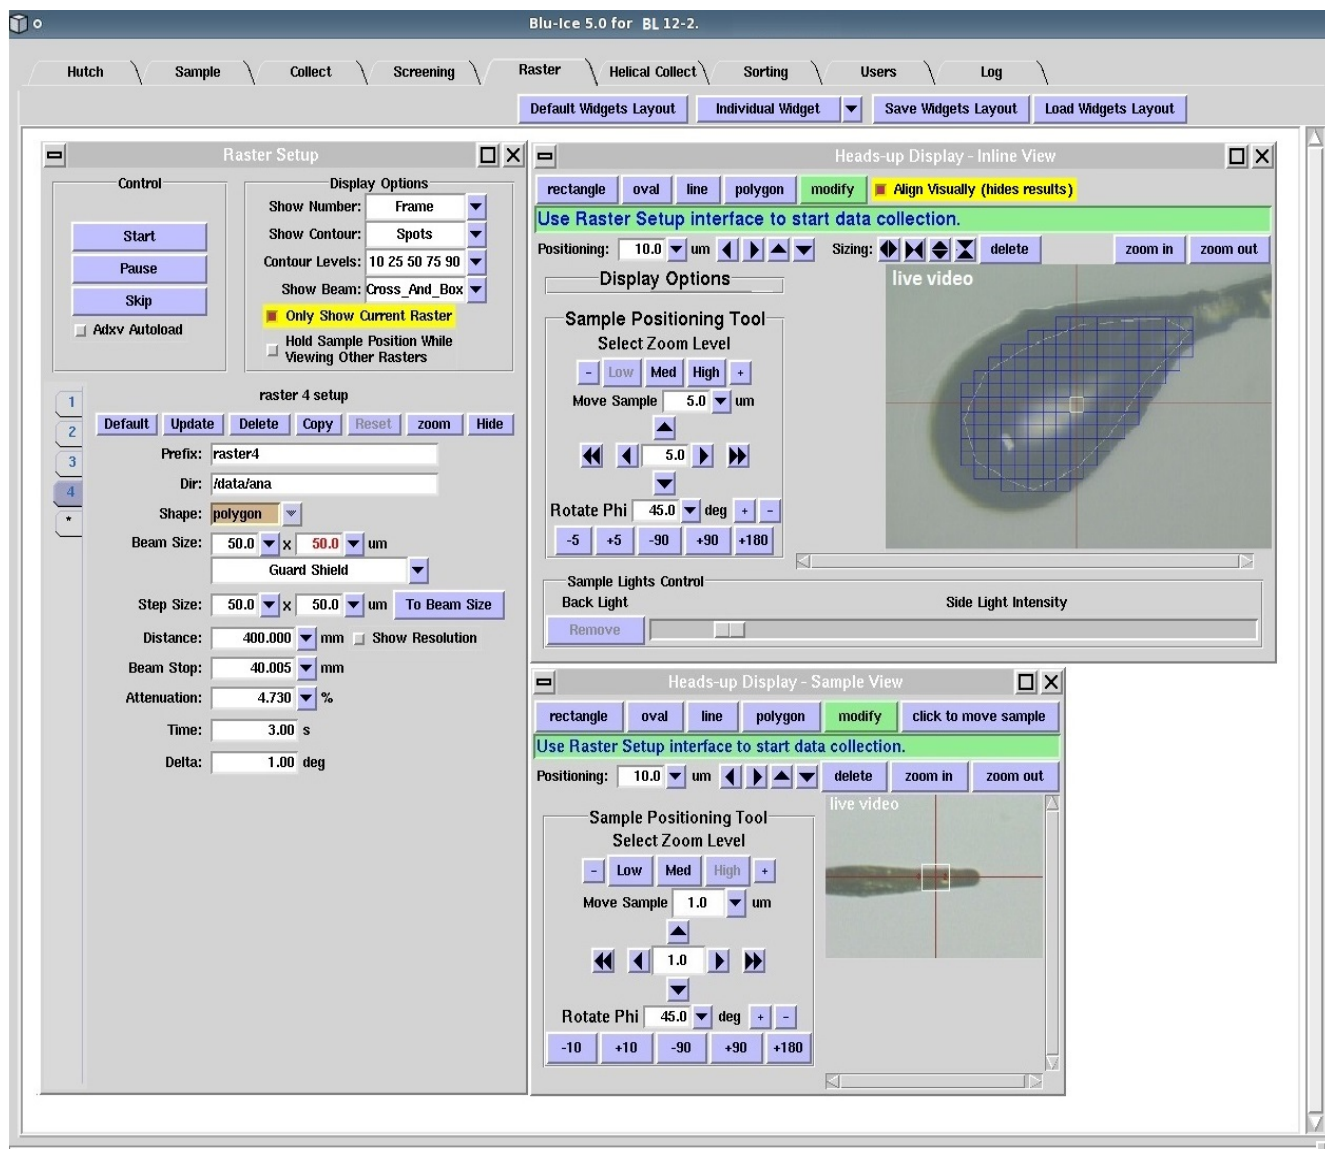 Blu-Ice 5.0 for BL 12-2.
Hutch Sample Collect Screening Raster Helical Collect Sorting Users Log
Default Widgets Layout Individual Widget Save Widgets Layout Load Widgets Layout
Raster Setup
Control
Start
Pause
Skip
Adxv Autoload
Display Options
Show Number: Frame
Show Contour: Spots
Contour Levels: 10 25 50 75 90
Show Beam: Cross_And_Box
Only Show Current Raster
Hold Sample Position While
Viewing Other Rasters
1
2
3
4
*
raster 4 setup
Default Update Delete Copy Reset zoom Hide
Prefix: raster4
Dir: /data/ana
Shape: polygon
Beam Size: 50.0 x 50.0 um
Guard Shield
Step Size: 50.0 x 50.0 um To Beam Size
Distance: 400.000 mm Show Resolution
Beam Stop: 40.005 mm
Attenuation: 4.730 %
Time: 3.00 s
Delta: 1.00 deg
Heads-up Display - Inline View
rectangle oval line polygon modify Align Visually (hides results)
Use Raster Setup interface to start data collection.
Positioning: 10.0 um Sizing: delete zoom in zoom out
Display Options
Sample Positioning Tool
Select Zoom Level
- Low Med High +
Move Sample 5.0 um
5.0
Rotate Phi 45.0 deg + -
-5 +5 -90 +90 +180
live video
Sample Lights Control
Back Light Side Light Intensity
Remove
Heads-up Display - Sample View
rectangle oval line polygon modify click to move sample
Use Raster Setup interface to start data collection.
Positioning: 10.0 um delete zoom in zoom out
Sample Positioning Tool
Select Zoom Level
- Low Med High +
Move Sample 1.0 um
1.0
Rotate Phi 45.0 deg + -
-10 +10 -90 +90 +180
live video